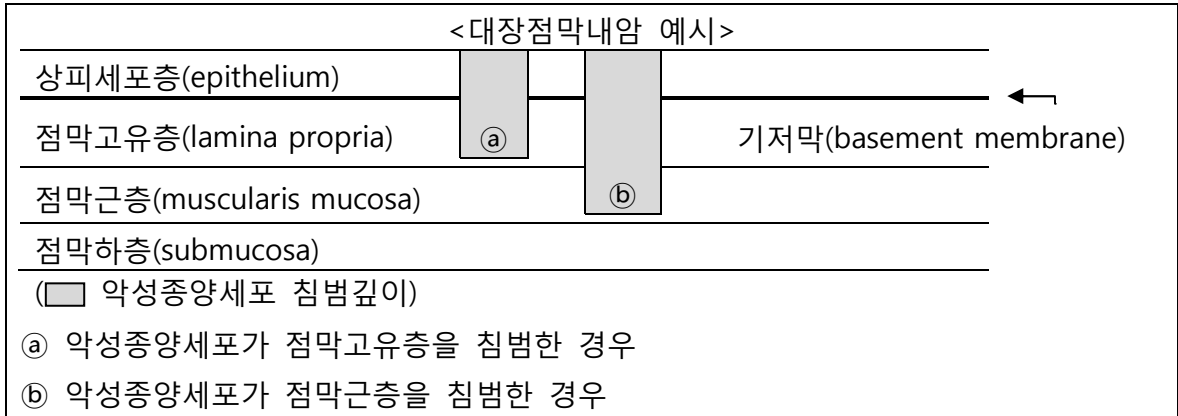 <대장점막내암 예시>
상피세포층(epithelium)
점막고유층(lamina propria)
ⓐ
기저막(basement membrane)
점막근층(muscularis mucosa)
ⓑ
점막하층(submucosa)
( 악성종양세포 침범깊이)
ⓐ 악성종양세포가 점막고유층을 침범한 경우
ⓑ 악성종양세포가 점막근층을 침범한 경우